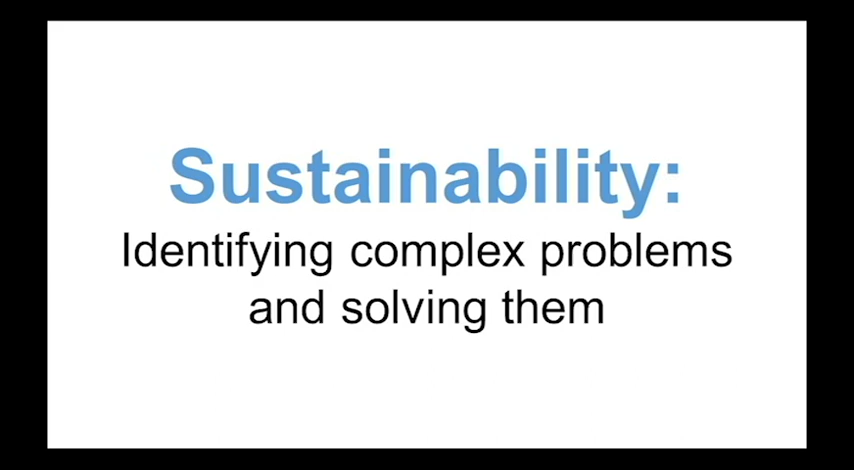 Sustainability:
Identifying complex problems
and solving them